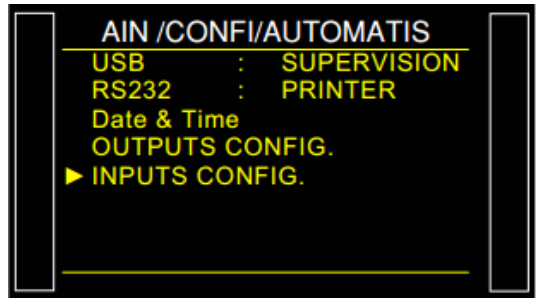 AIN /CONFI/AUTOMATIS
USB : SUPERVISION
RS232 : PRINTER
Date & Time
OUTPUTS CONFIG.
► INPUTS CONFIG.